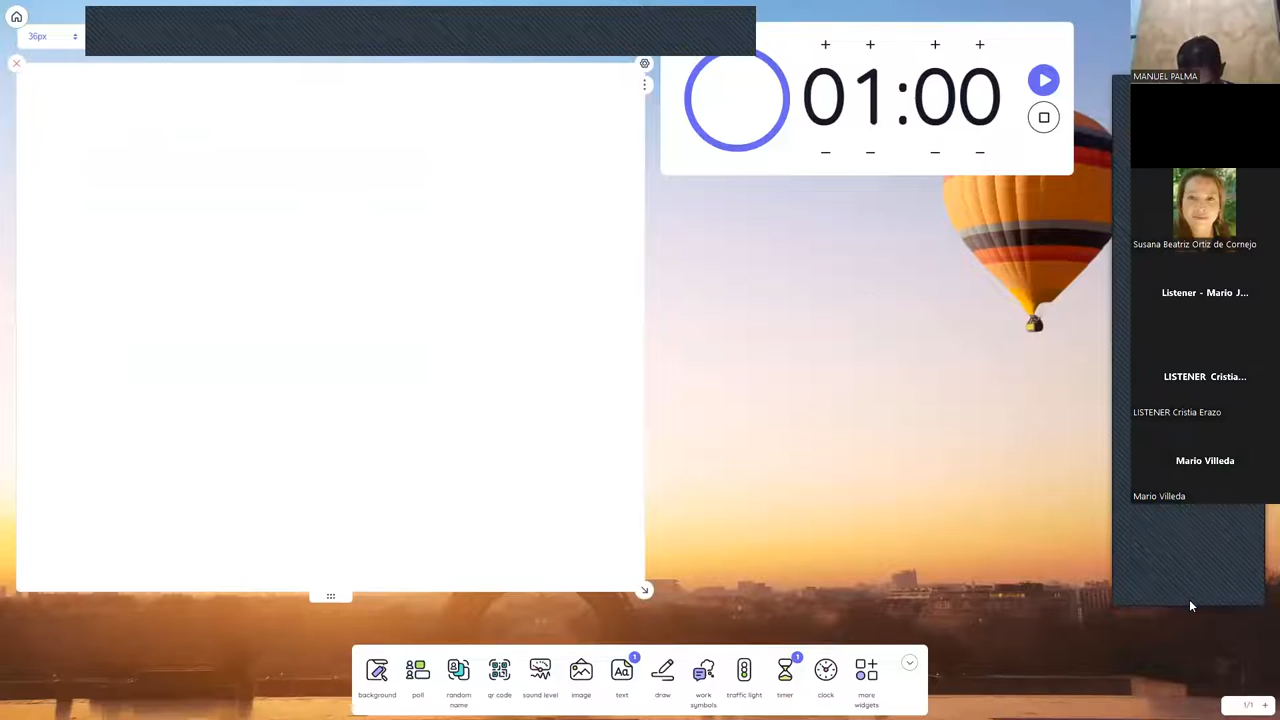 36px
01:00
MANUEL PALMA
Susana Beatriz Ortiz de Cornejo
Listener - Mario J...
LISTENER Cristia...
LISTENER Cristia Erazo
Mario Villeda
Mario Villeda
background
poll
random name
qr code
sound level
image
1
text
draw
work symbols
traffic light
1
timer
clock
more widgets
1/1